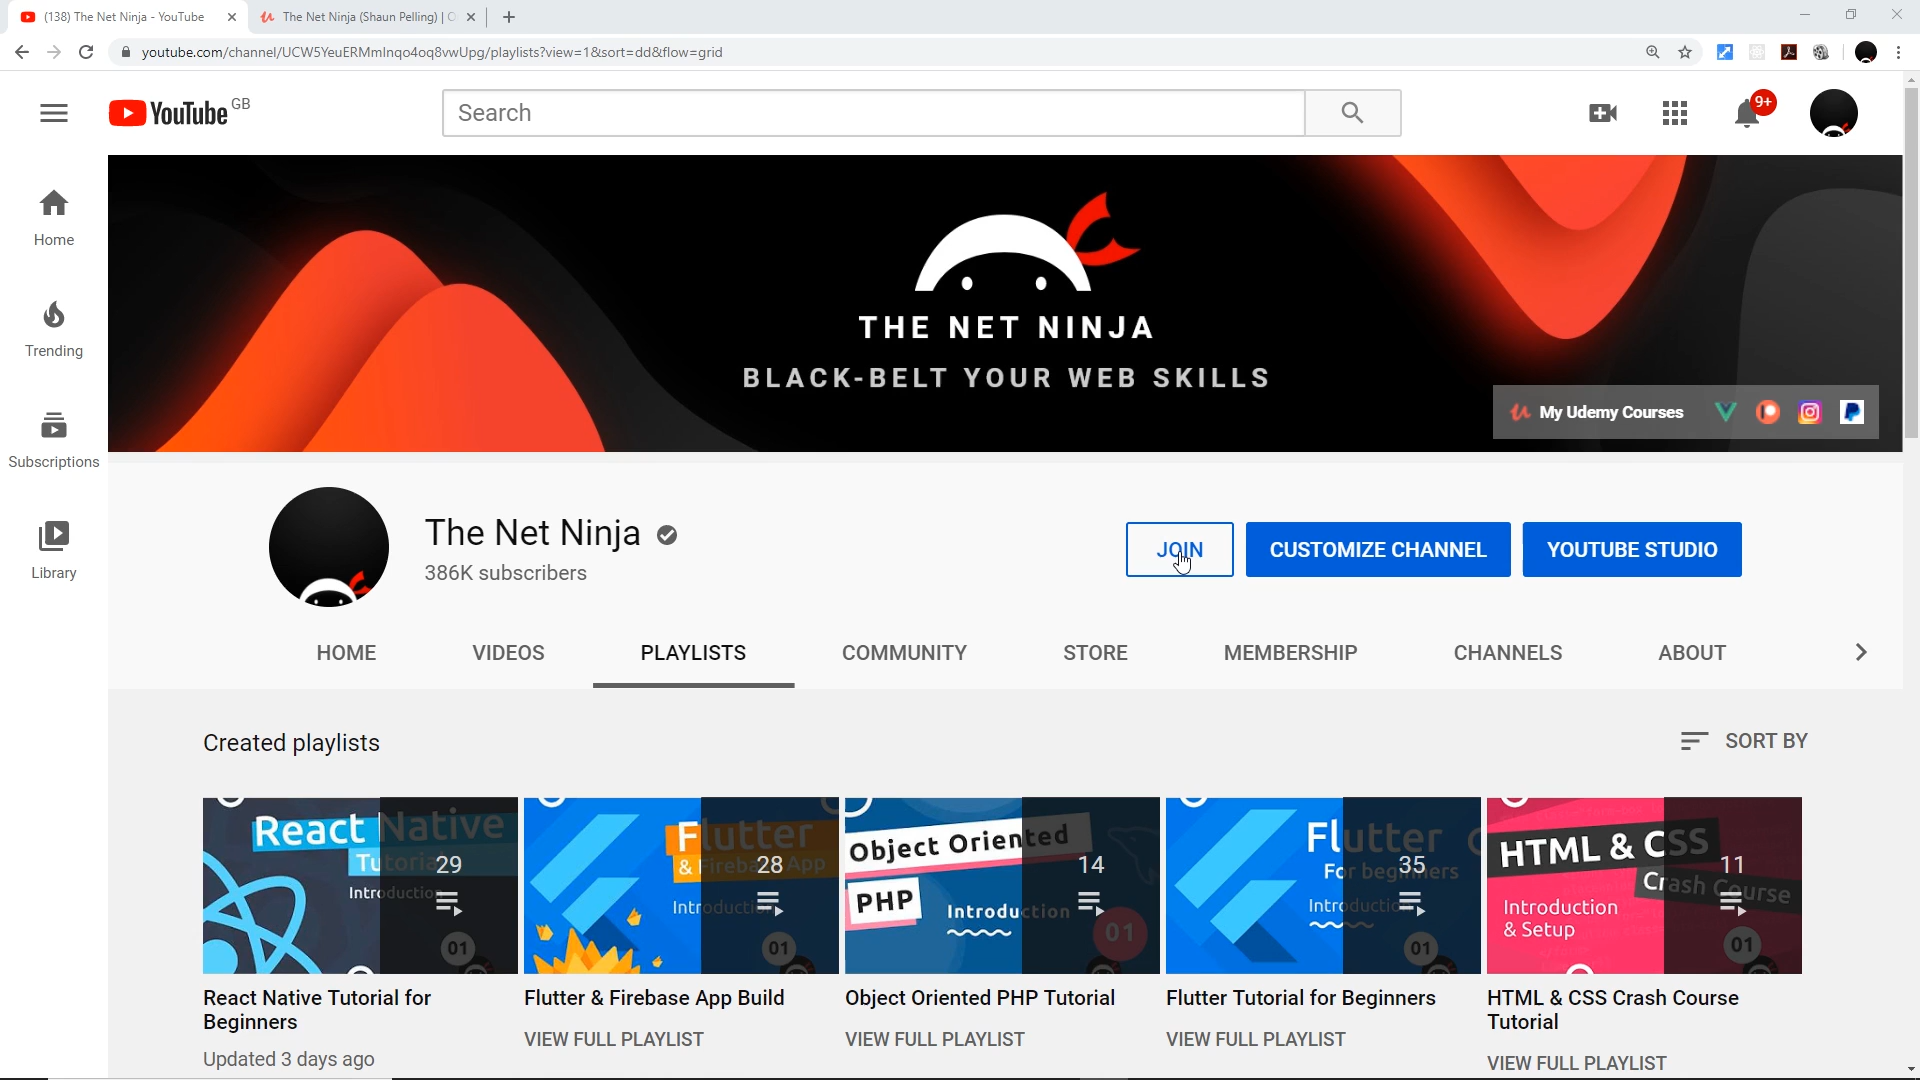 (138) The Net Ninja - YouTube
The Net Ninja (Shaun Pelling) |
youtube.com/channel/UCW5YeuERMmlnqo4oq8vwUpg/playlists?view=1&sort=dd&flow=grid
YouTube GB
Search
9+
Home
Trending
Subscriptions
Library
THE NET NINJA
BLACK-BELT YOUR WEB SKILLS
My Udemy Courses
The Net Ninja
386K subscribers
JOIN
CUSTOMIZE CHANNEL
YOUTUBE STUDIO
HOME
VIDEOS
PLAYLISTS
COMMUNITY
STORE
MEMBERSHIP
CHANNELS
ABOUT
Created playlists
SORT BY
React Native
Tutorial
Introduction
29
01
Flutter
& Firebase App
Introduction
28
01
Object Oriented
PHP
Introduction
14
01
Flutter
For beginners
Introduction
35
01
HTML & CSS
Crash Course
Introduction
& Setup
11
01
React Native Tutorial for
Beginners
Updated 3 days ago
Flutter & Firebase App Build
VIEW FULL PLAYLIST
Object Oriented PHP Tutorial
VIEW FULL PLAYLIST
Flutter Tutorial for Beginners
VIEW FULL PLAYLIST
HTML & CSS Crash Course
Tutorial
VIEW FULL PLAYLIST